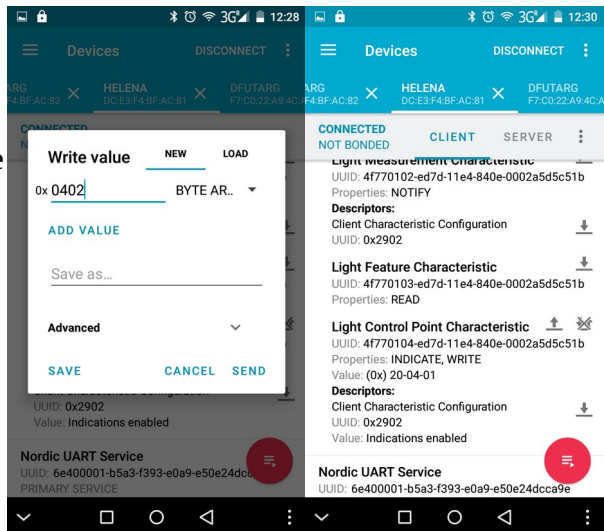 12:28
Devices
DISCONNECT
ARG
F4:BF:AC:82
HELENA
DC:E3:F4:BF:AC:81
DFUTARG
F7:C0:22:A9:4C:
CONNECTED
N
e
Write value
NEW
LOAD
0x 0402
BYTE AR..
ADD VALUE
Save as...
Advanced
SAVE
CANCEL
SEND
Client Characteristic Configuration
UUID: 0x2902
Value: Indications enabled
Nordic UART Service
UUID: 6e400001-b5a3-f393-e0a9-e50e24dcc
PRIMARY SERVICE
3G
12:30
Devices
DISCONNECT
ARG
F4:BF:AC:82
HELENA
DC:E3:F4:BF:AC:81
DFUTARG
F7:C0:22:A9:4C:A
CONNECTED
NOT BONDED
CLIENT
SERVER
Light Measurement Characteristic
UUID: 4f770102-ed7d-11e4-840e-0002a5d5c51b
Properties: NOTIFY
Descriptors:
Client Characteristic Configuration
UUID: 0x2902
Light Feature Characteristic
UUID: 4f770103-ed7d-11e4-840e-0002a5d5c51b
Properties: READ
Light Control Point Characteristic
UUID: 4f770104-ed7d-11e4-840e-0002a5d5c51b
Properties: INDICATE, WRITE
Value: (0x) 20-04-01
Descriptors:
Client Characteristic Configuration
UUID: 0x2902
Value: Indications enabled
Nordic UART Service
UUID: 6e400001-b5a3-f393-e0a9-e50e24dcca9e